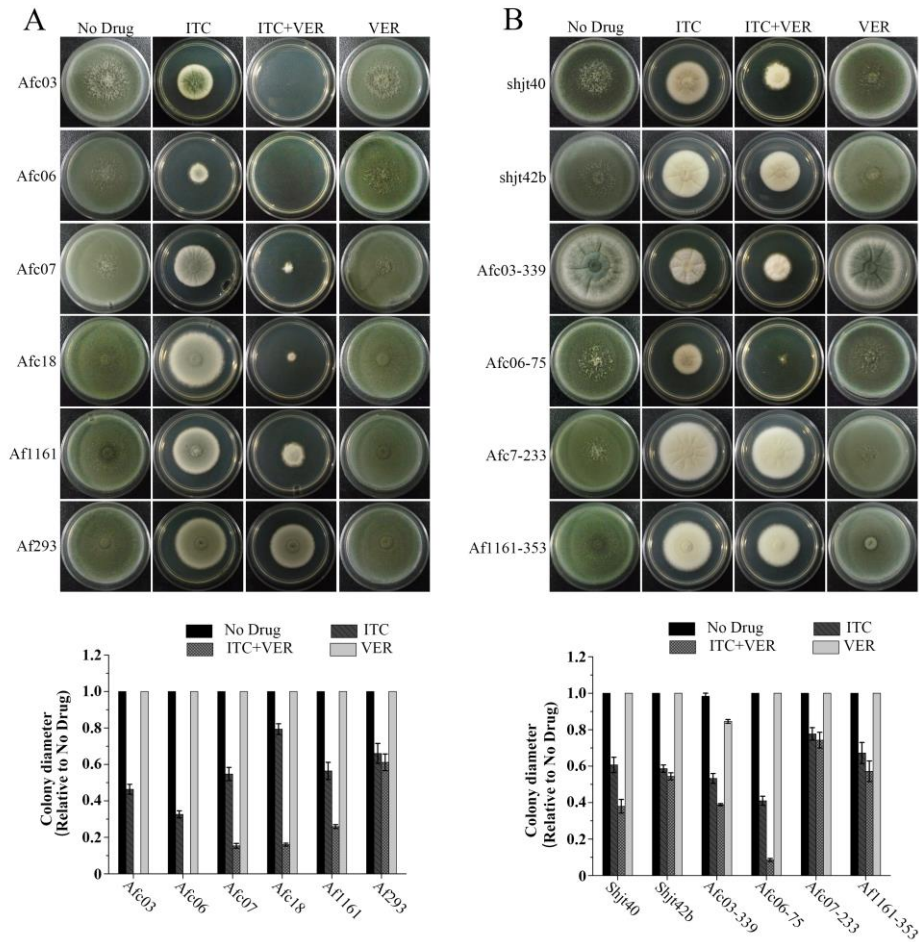 A
No Drug ITC ITC+VER VER
Afc03
Afc06
Afc07
Afc18
Af1161
Af293
No Drug ITC
ITC+VER VER
Colony diameter
(Relative to No Drug)
1.2
1.0
0.8
0.6
0.4
0.2
0
Afc03 Afc06 Afc07 Afc18 Af1161 Af293
B
No Drug ITC ITC+VER VER
shjt40
shjt42b
Afc03-339
Afc06-75
Afc7-233
Af1161-353
No Drug ITC
ITC+VER VER
Colony diameter
(Relative to No Drug)
1.2
1.0
0.8
0.6
0.4
0.2
0
Shjt40 Shjt42b Afc03-339 Afc06-75 Afc07-233 Af1161-353